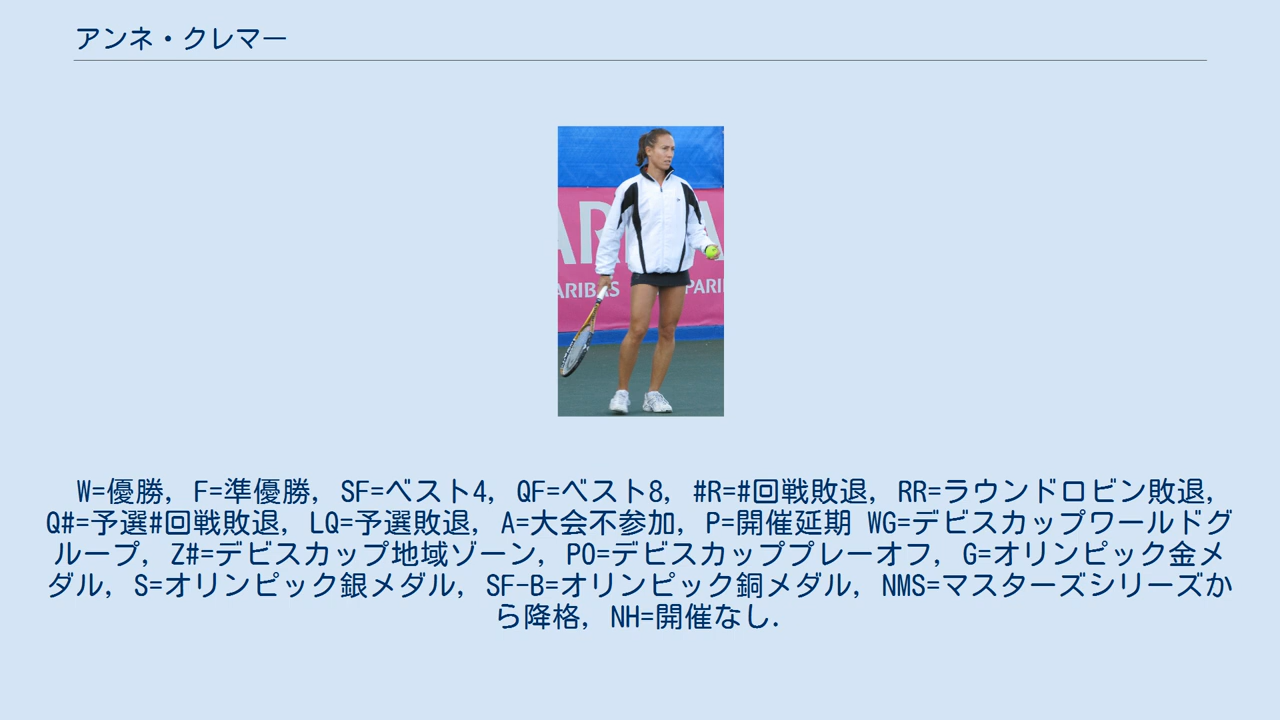 アンネ・クレマー
ARIBA
ARIBAS
PARI
W=優勝, F=準優勝, SF=ベスト4, QF=ベスト8, #R=#回戦敗退, RR=ラウンドロビン敗退,
Q#=予選#回戦敗退, LQ=予選敗退, A=大会不参加, P=開催延期 WG=デビスカップワールドグ
ループ, Z#=デビスカップ地域ゾーン, PO=デビスカッププレーオフ, G=オリンピック金メ
ダル, S=オリンピック銀メダル, SF-B=オリンピック銅メダル, NMS=マスターズシリーズか
ら降格, NH=開催なし.